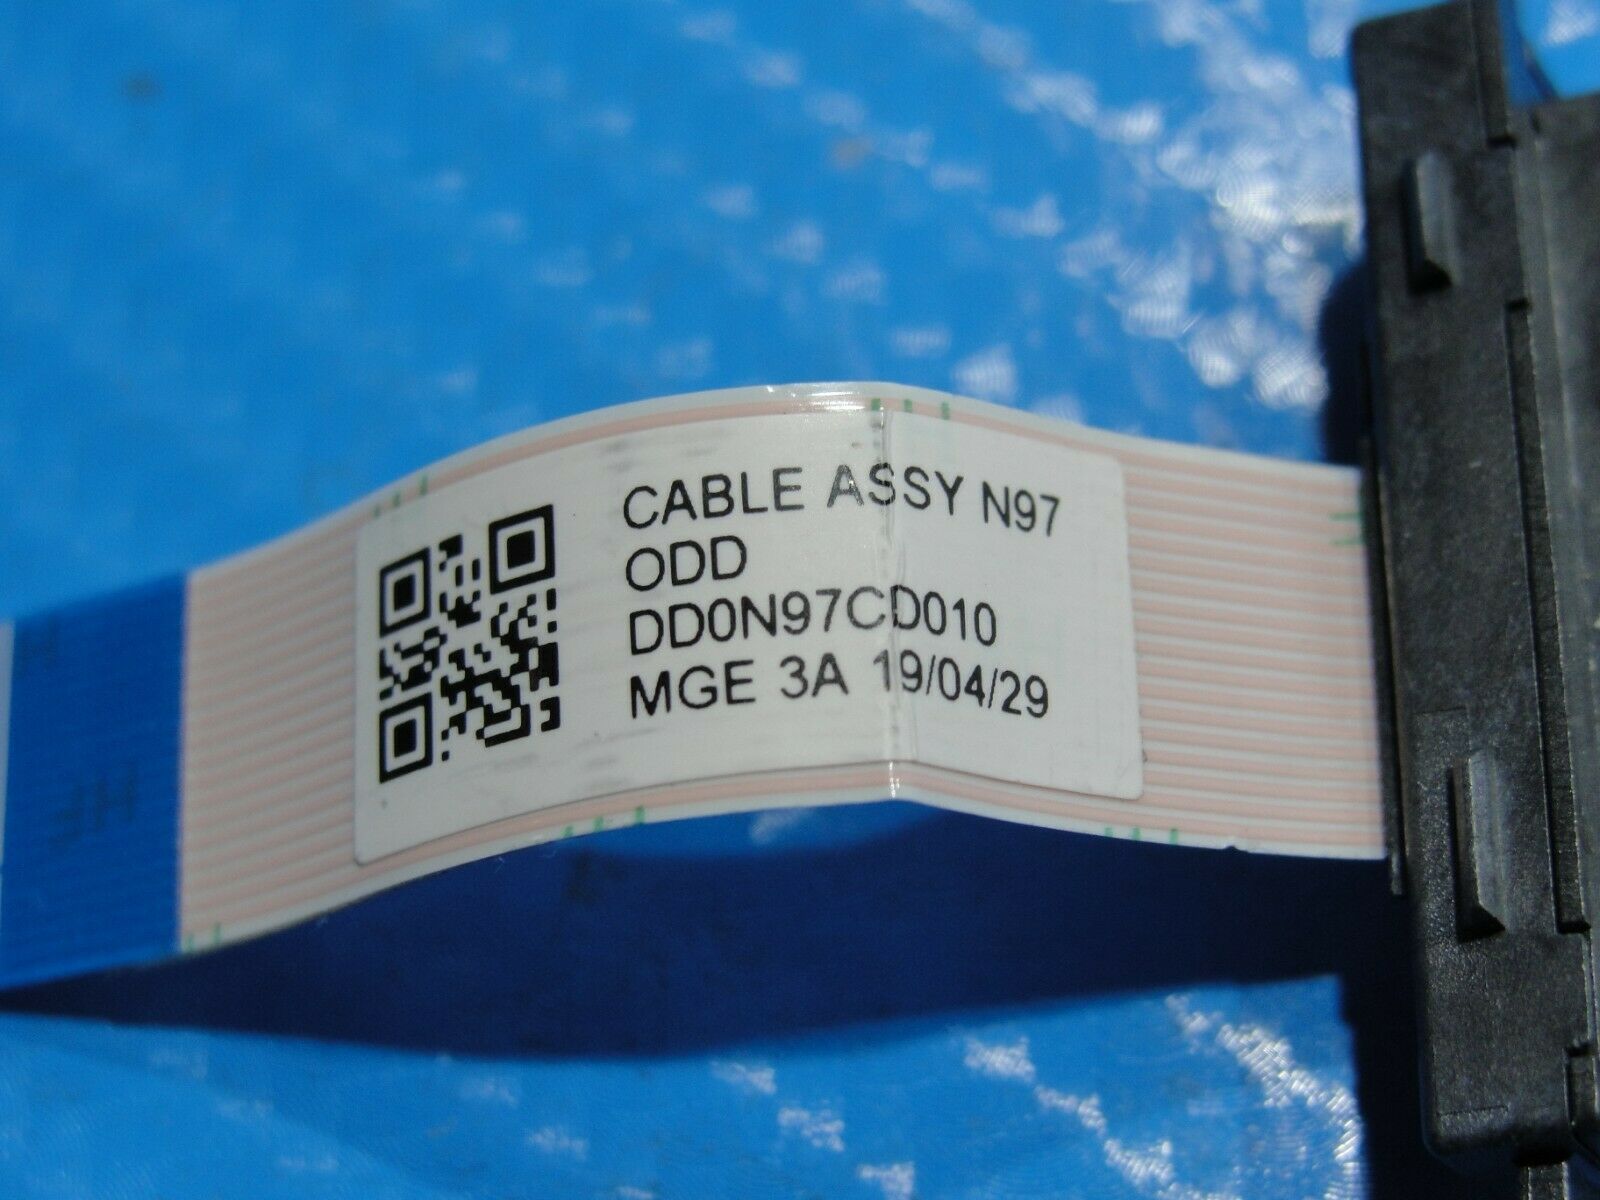 CABLE ASSY N97
ODD
DD0N97CD010
MGE 3A 19/04/29